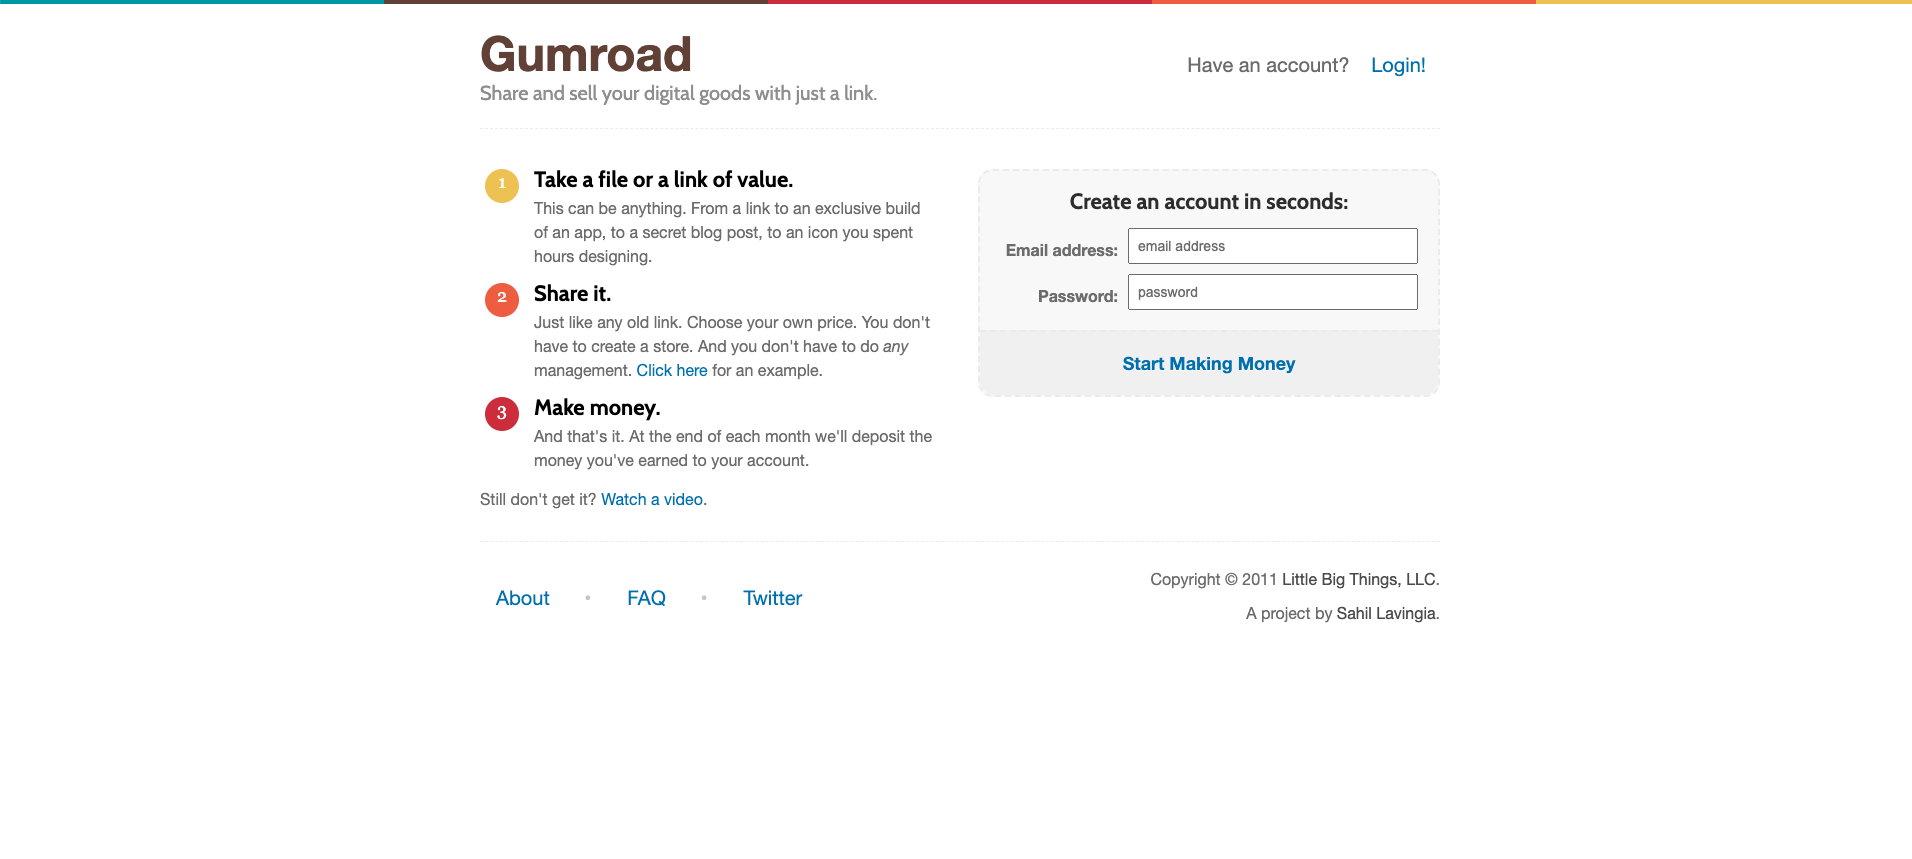 Gumroad
Share and sell your digital goods with just a link.
Have an account? Login!
1 Take a file or a link of value.
This can be anything. From a link to an exclusive build
of an app, to a secret blog post, to an icon you spent
hours designing.
2 Share it.
Just like any old link. Choose your own price. You don't
have to create a store. And you don't have to do any
management. Click here for an example.
3 Make money.
And that's it. At the end of each month we'll deposit the
money you've earned to your account.
Still don't get it? Watch a video.
Create an account in seconds:
Email address: email address
Password: password
Start Making Money
About • FAQ • Twitter
Copyright © 2011 Little Big Things, LLC.
A project by Sahil Lavingia.